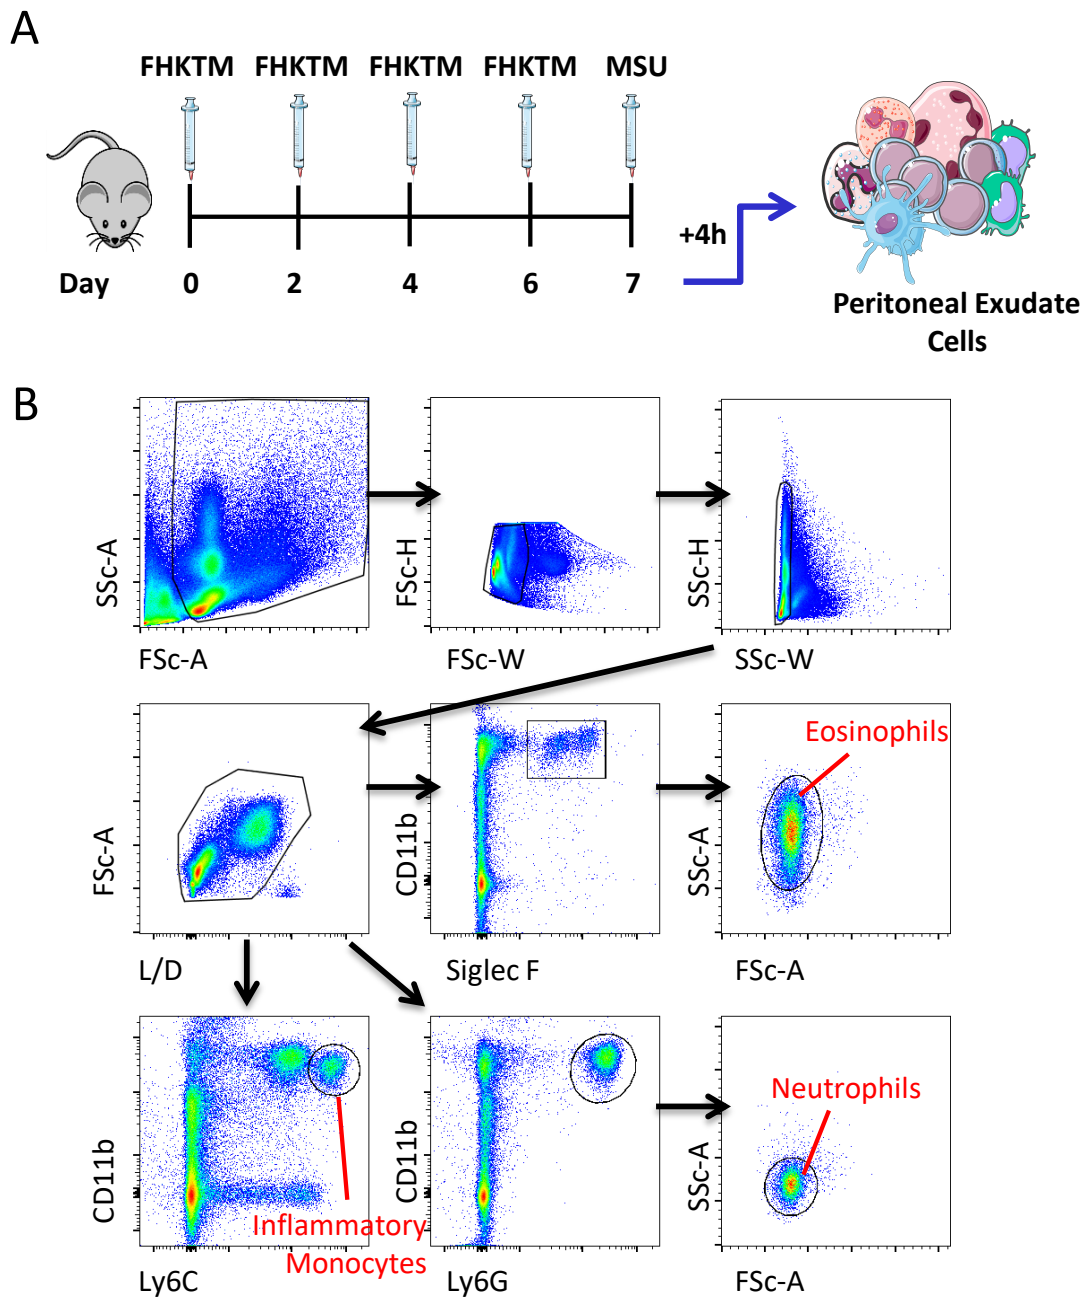 A
FHKTM FHKTM FHKTM FHKTM MSU
Day 0 2 4 6 7
+4h
Peritoneal Exudate
Cells
B
SSc-A
FSc-A
FSc-H
FSc-W
SSc-H
SSc-W
FSc-A
L/D
CD11b
Siglec F
SSc-A
FSc-A
Eosinophils
CD11b
Ly6C
Inflammatory
Monocytes
CD11b
Ly6G
SSc-A
FSc-A
Neutrophils